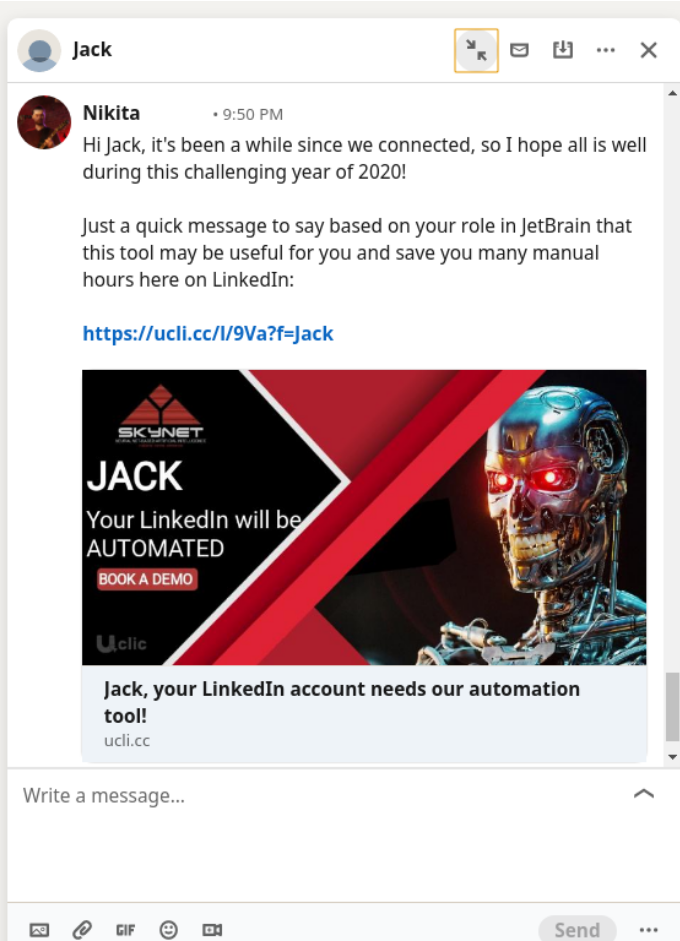 Jack
Nikita • 9:50 PM
Hi Jack, it's been a while since we connected, so I hope all is well
during this challenging year of 2020!
Just a quick message to say based on your role in JetBrain that
this tool may be useful for you and save you many manual
hours here on LinkedIn:
https://ucli.cc/l/9Va?f=Jack
SKYNET
JACK
Your LinkedIn will be
AUTOMATED
BOOK A DEMO
Uclic
Jack, your LinkedIn account needs our automation
tool!
ucli.cc
Write a message...
GIF
Send